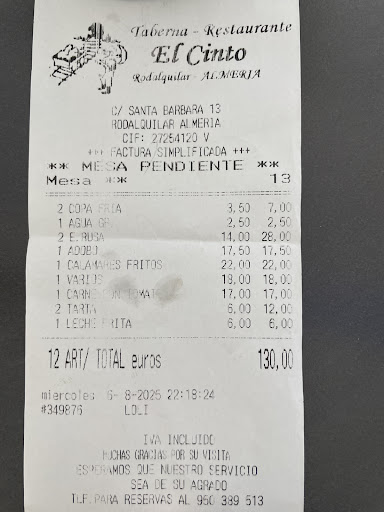 Taberna - Restaurante
El Cinto
Rodalquilar - ALMERIA
C/ SANTA BARBARA 13
RODALQUILAR ALMERIA
CIF: 27254120 V
+++ FACTURA SIMPLIFICADA +++
** MESA PENDIENTE **
Mesa ** 13
2 COPA FRIA 3,50 7,00
1 AGUA 2,50 2,50
2 E.RUSA 14,00 28,00
1 ADOBO 17,50 17,50
1 CALAMARES FRITOS 22,00 22,00
1 VARIOS 18,00 18,00
1 CARNE CON TOMATE 17,00 17,00
2 TARTA 6,00 12,00
1 LECHE FRITA 6,00 6,00
12 ART/ TOTAL euros 130,00
miercoles 6- 8-2025 22:18:24
#349876 LOLI
IVA INCLUIDO
MUCHAS GRACIAS POR SU VISITA
ESPERAMOS QUE NUESTRO SERVICIO
SEA DE SU AGRADO
TLF.PARA RESERVAS AL 950 389 513